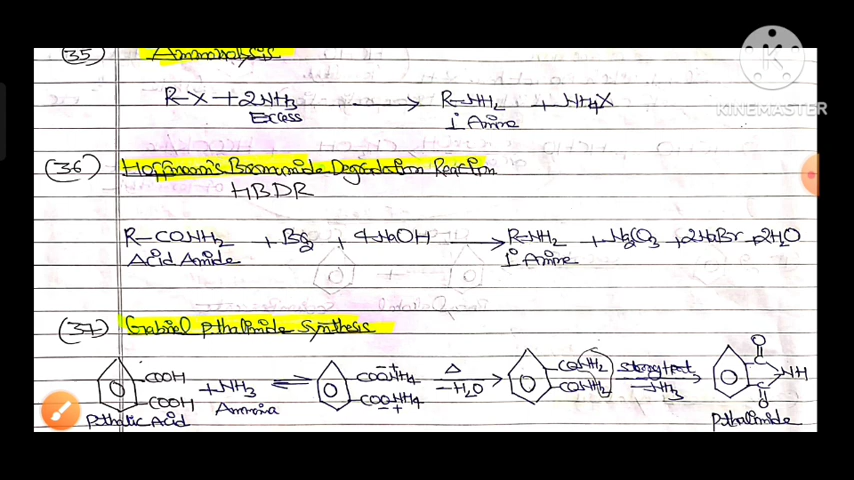 (35) Ammonolysis
KINEMASTER
R-X + 2NH3 → R-NH2 + NH4X
Excess 1° Amine
(36) Hoffmann's Bromamide Degradation Reaction
HBDR
R-CONH2 + Br2 + 4NaOH → R-NH2 + Na2CO3 + 2NaBr + 2H2O
Acid Amide 1° Amine
(37) Gabriel Pthalimide Synthesis
COOH COOH + NH3 ⇌ COONH4 COONH4 Δ -H2O → CONH2 CONH2 strong heat -NH3 → O C NH C O
Pthalic Acid Ammonia Pthalimide